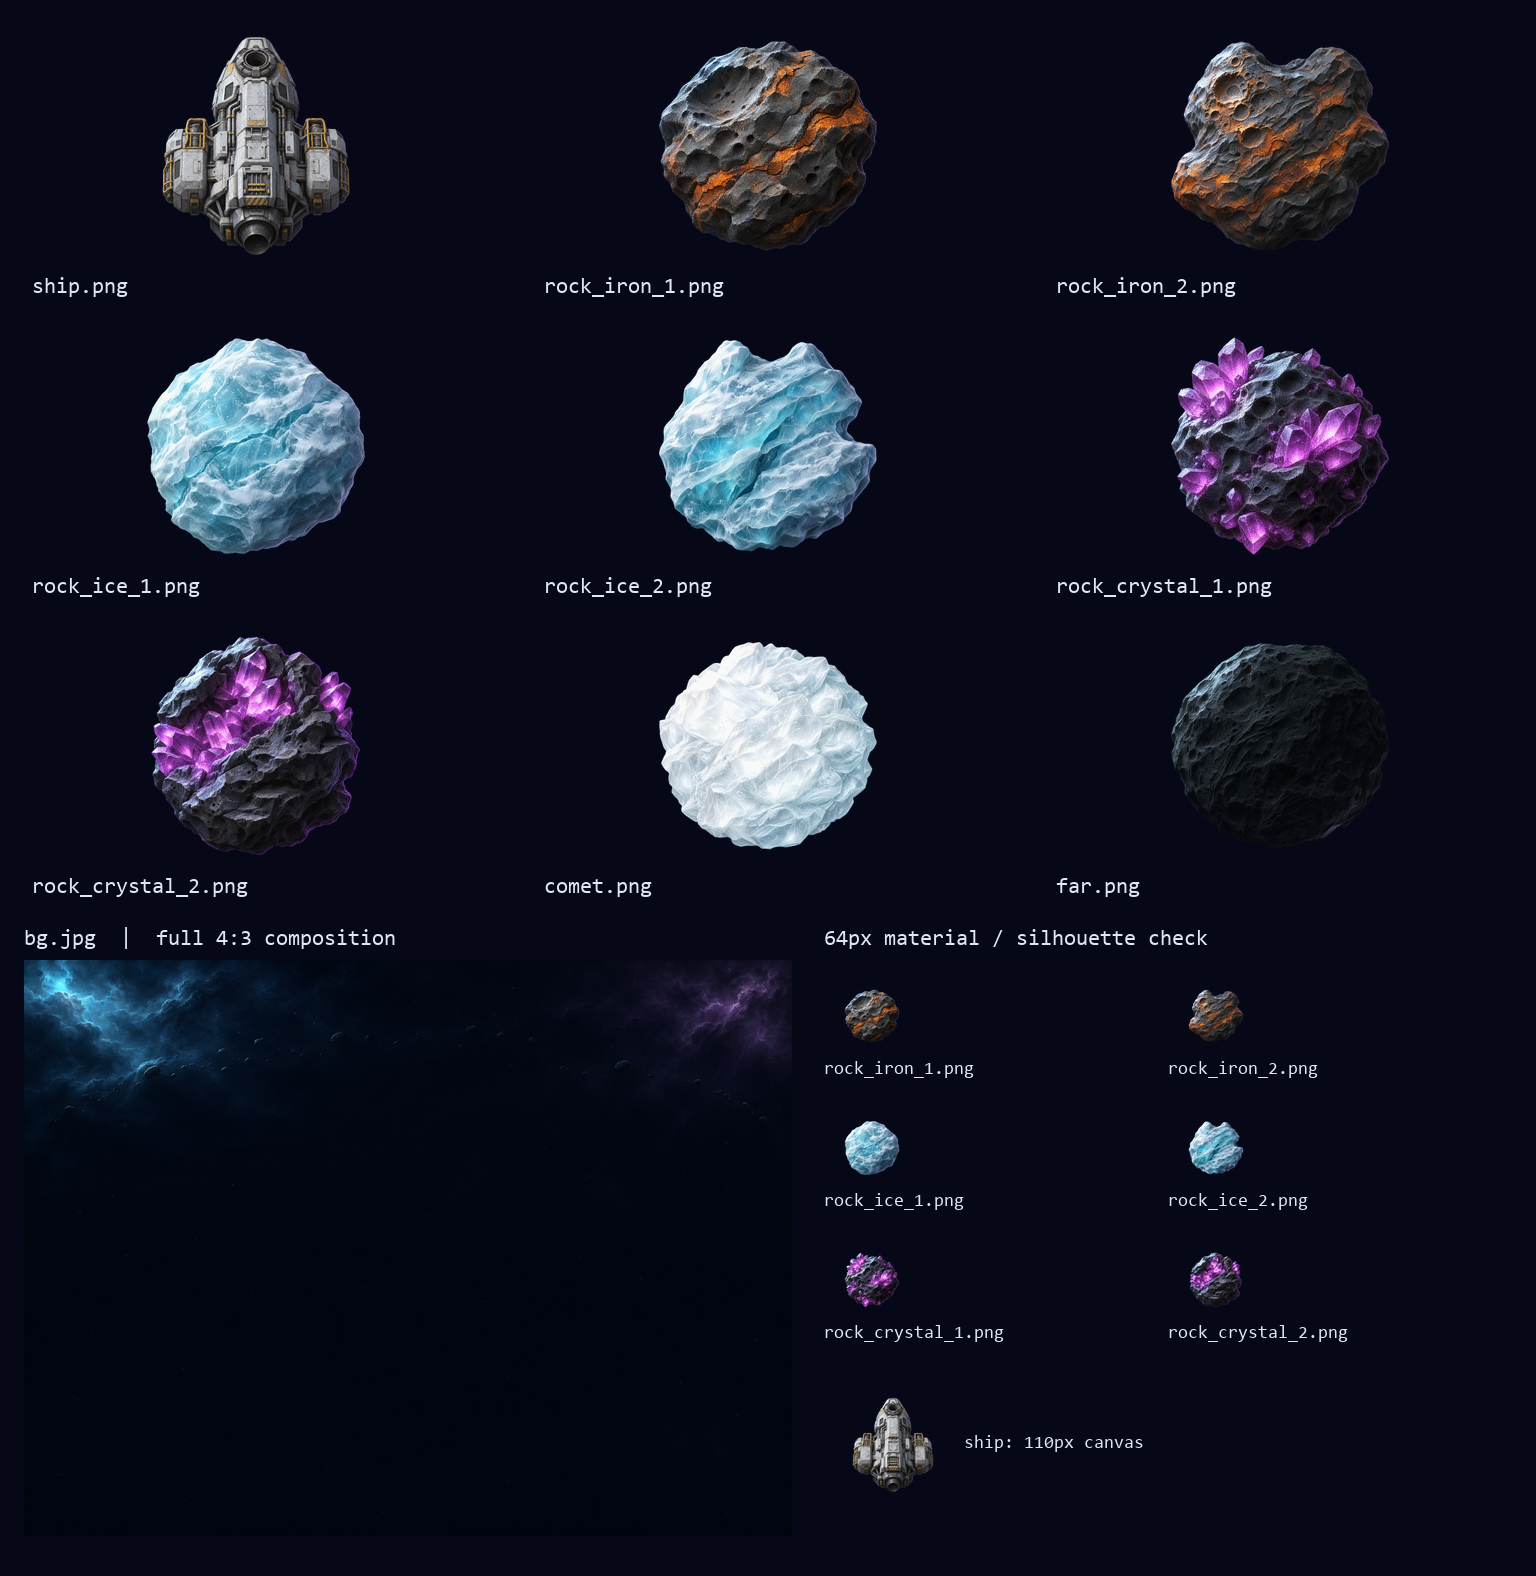 ship.png
rock_iron_1.png
rock_iron_2.png
rock_ice_1.png
rock_ice_2.png
rock_crystal_1.png
rock_crystal_2.png
comet.png
far.png
bg.jpg | full 4:3 composition
64px material / silhouette check
rock_iron_1.png
rock_iron_2.png
rock_ice_1.png
rock_ice_2.png
rock_crystal_1.png
rock_crystal_2.png
ship: 110px canvas